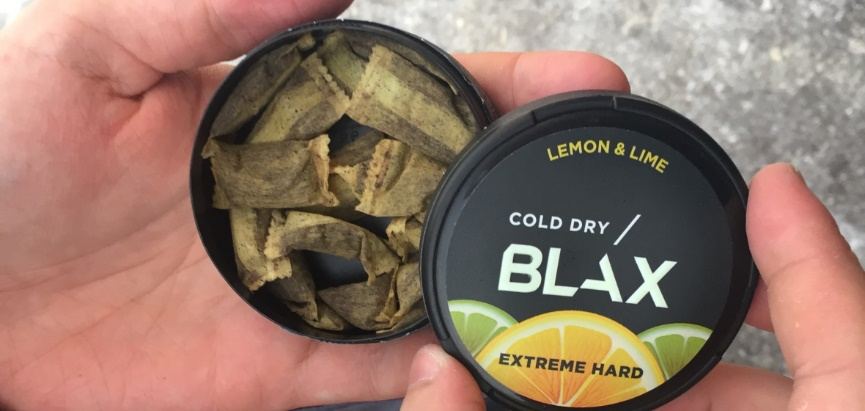 LEMON & LIME
COLD DRY /
BLAX
EXTREME HARD